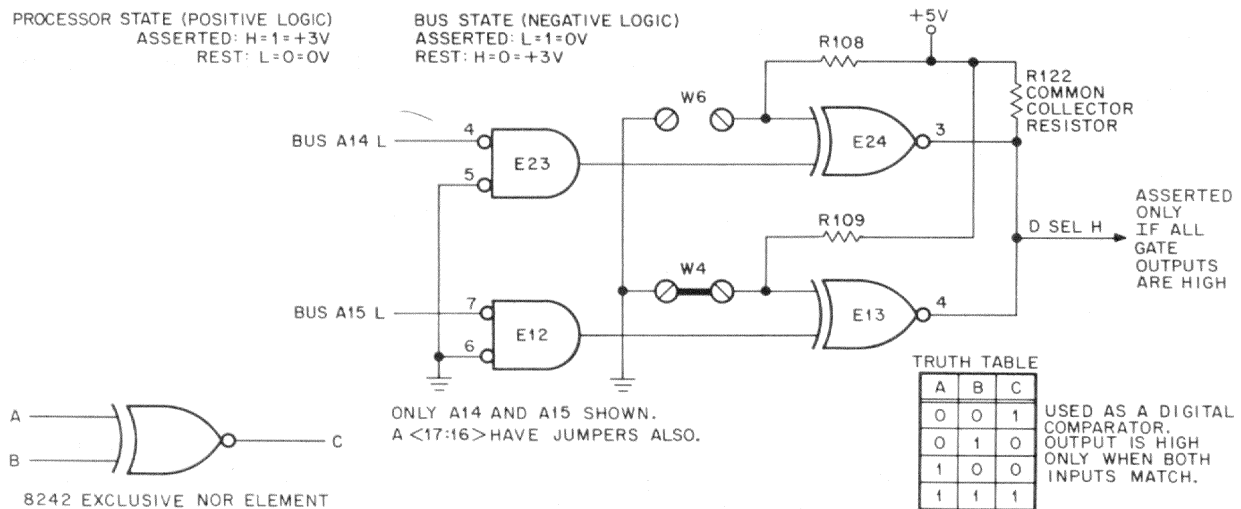 PROCESSOR STATE (POSITIVE LOGIC)
ASSERTED: H=1=+3V
REST: L=0=0V
BUS STATE (NEGATIVE LOGIC)
ASSERTED: L=1=0V
REST: H=0=+3V
+5V
R108
R122
COMMON
COLLECTOR
RESISTOR
W6
BUS A14 L
4
5
E23
E24
3
R109
D SEL H
ASSERTED
ONLY
IF ALL
GATE
OUTPUTS
ARE HIGH
W4
BUS A15 L
7
6
E12
E13
4
ONLY A14 AND A15 SHOWN.
A <17:16> HAVE JUMPERS ALSO.
TRUTH TABLE
A B C
0 0 1
0 1 0
1 0 0
1 1 1
USED AS A DIGITAL
COMPARATOR.
OUTPUT IS HIGH
ONLY WHEN BOTH
INPUTS MATCH.
A
B
C
8242 EXCLUSIVE NOR ELEMENT